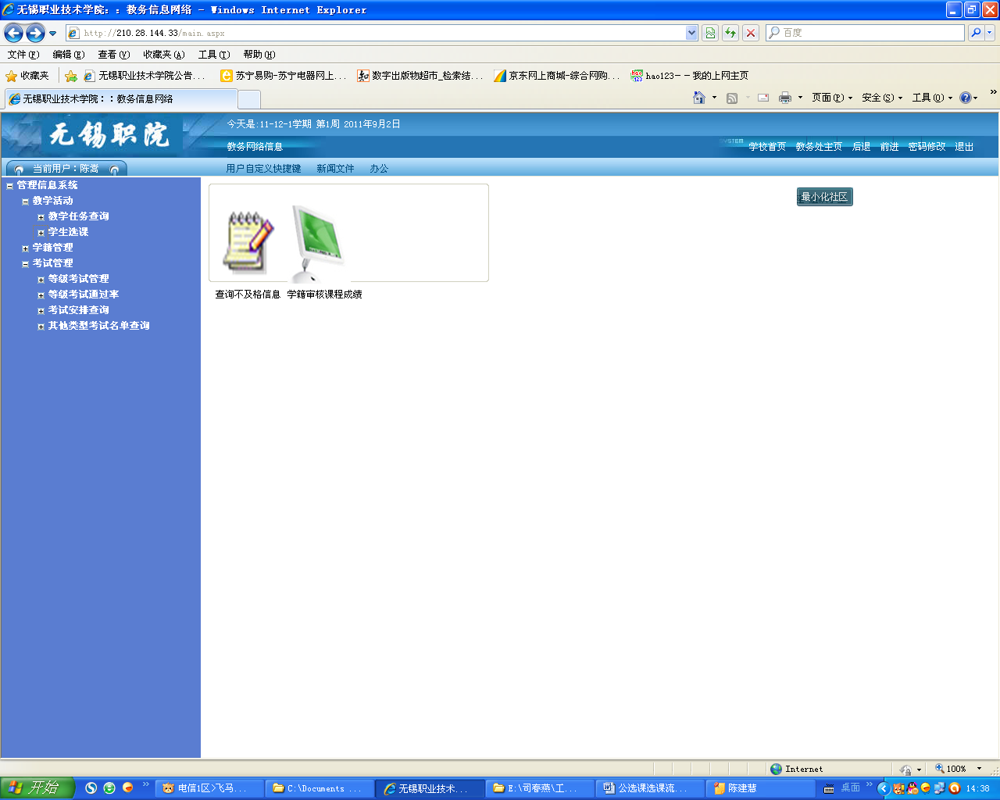 无锡职业技术学院：：教务信息网络 - Windows Internet Explorer
http://210.28.144.33/main.aspx
百度
文件(F) 编辑(E) 查看(V) 收藏夹(A) 工具(T) 帮助(H)
收藏夹 无锡职业技术学院公告... 苏宁易购-苏宁电器网上... 数字出版物超市_检索结... 京东网上商城-综合网购... hao123－－我的上网主页
无锡职业技术学院：：教务信息网络
页面(P) 安全(S) 工具(O) »
无锡职院
今天是:11-12-1学期 第1周 2011年9月2日
教务网络信息
SYSTEM
学校首页 教务处主页 后退 前进 密码修改 退出
当前用户：陈嵩
用户自定义快捷键 新闻文件 办公
管理信息系统
教学活动
教学任务查询
学生选课
学籍管理
考试管理
等级考试管理
等级考试通过率
考试安排查询
其他类型考试名单查询
最小化社区
查询不及格信息 学籍审核课程成绩
Internet
100%
开始
» 电信1区>飞马... C:\Documents ... 无锡职业技术... E:\司春燕\工... 公选课选课流... 陈建慧
桌面 »
14:38